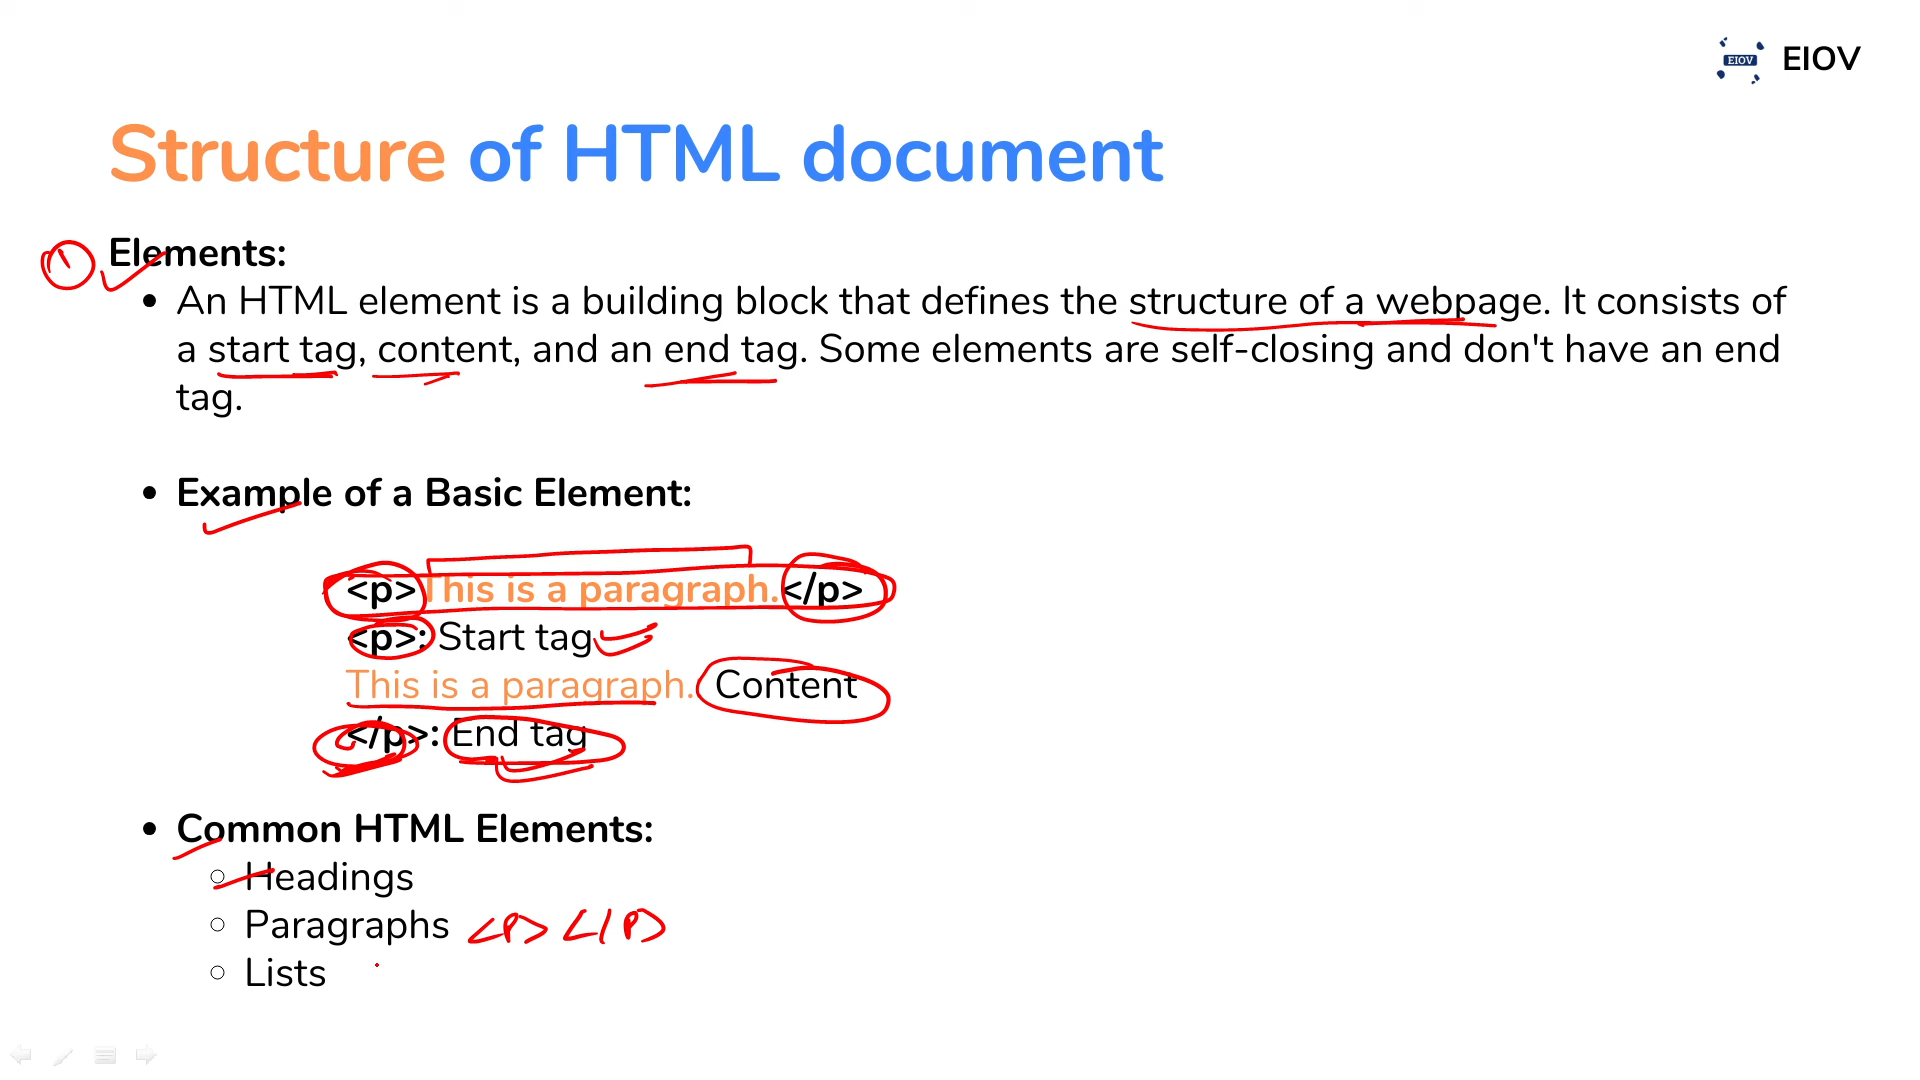 EIOV EIOV
Structure of HTML document
Elements:
• An HTML element is a building block that defines the structure of a webpage. It consists of
a start tag, content, and an end tag. Some elements are self-closing and don't have an end
tag.
• Example of a Basic Element:
<p>This is a paragraph.</p>
<p>: Start tag
This is a paragraph. Content
</p>: End tag
• Common HTML Elements:
○ Headings
○ Paragraphs <P> </P>
○ Lists